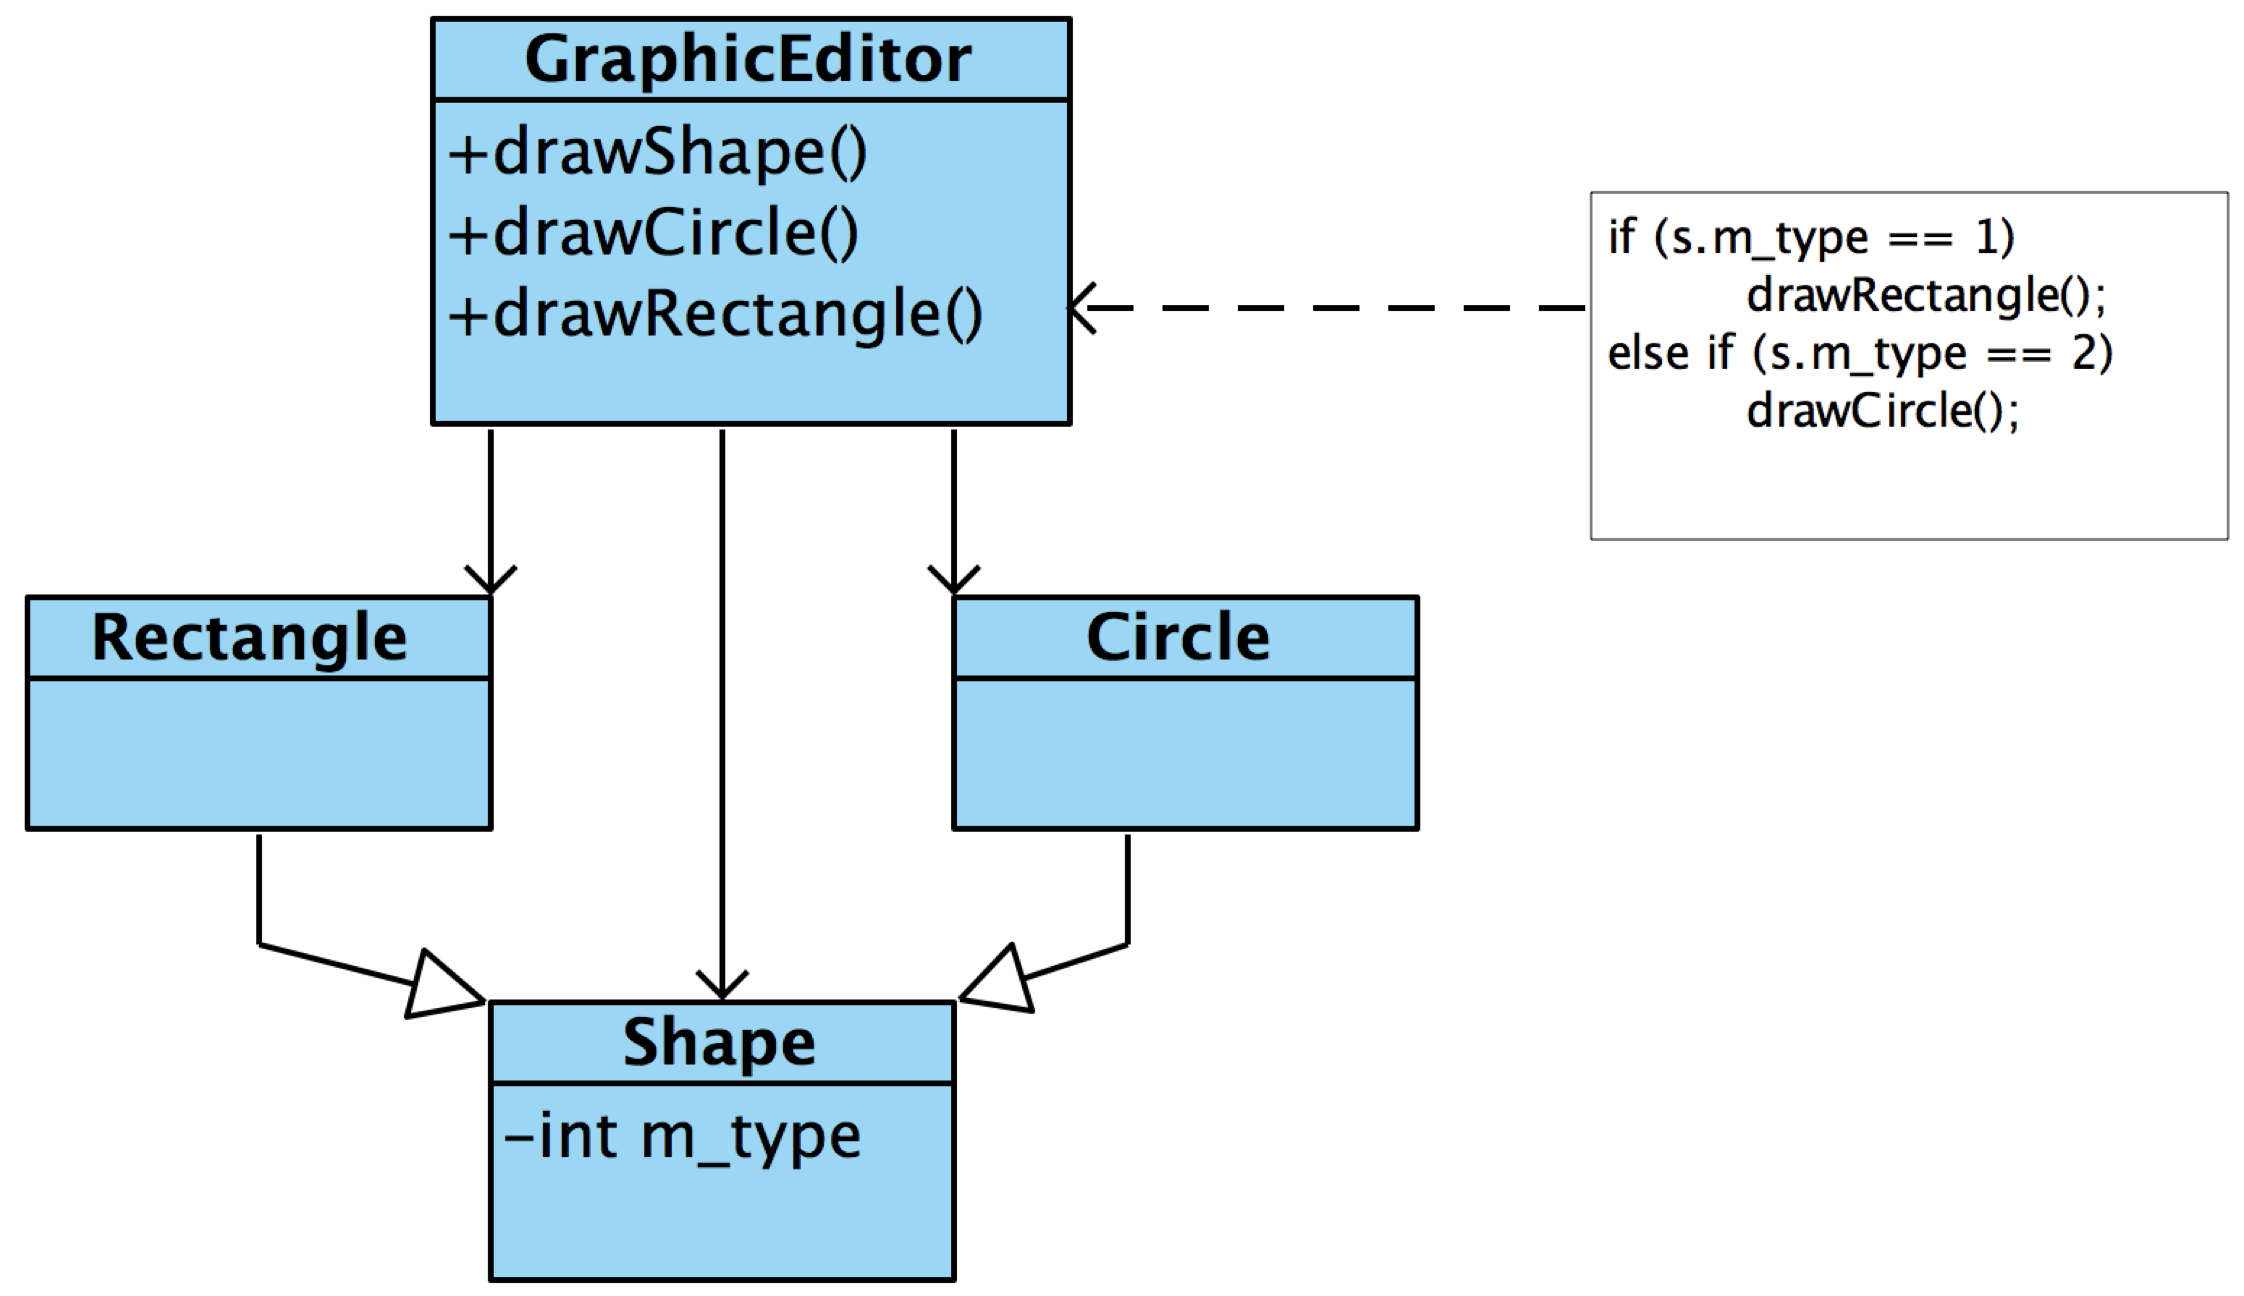 GraphicEditor
+drawShape()
+drawCircle()
+drawRectangle()
if (s.m_type == 1)
drawRectangle();
else if (s.m_type == 2)
drawCircle();
Rectangle
Circle
Shape
-int m_type